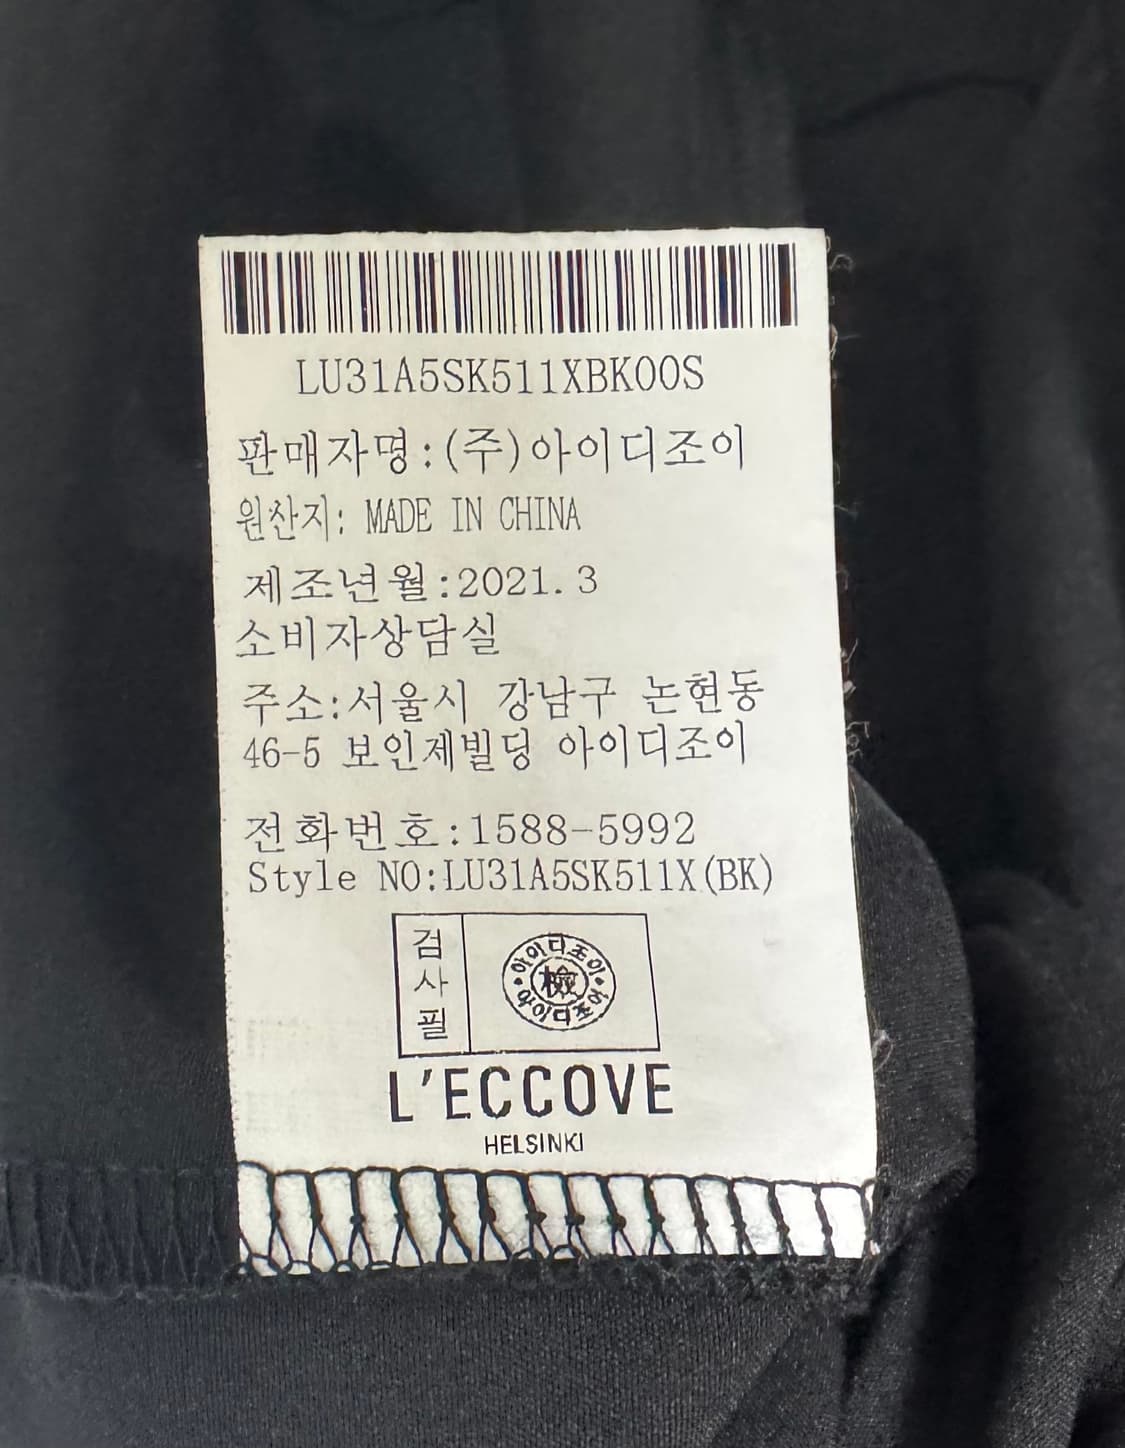 LU31A5SK511XBK00S
판매자명:(주)아이디조이
원산지: MADE IN CHINA
제조년월:2021.3
소비자상담실
주소:서울시 강남구 논현동
46-5 보인제빌딩 아이디조이
전화번호:1588-5992
Style NO:LU31A5SK511X(BK)
검사필
아이디조이
檢
아이디조이
L'ECCOVE
HELSINKI